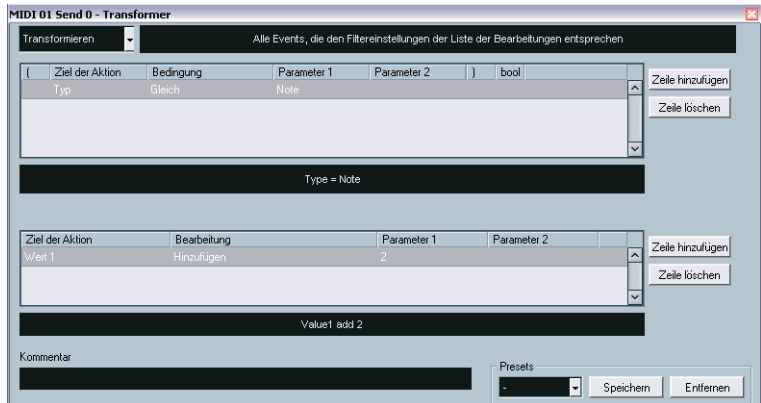 MIDI 01 Send 0 - Transformer
Transformieren
Alle Events, die den Filtereinstellungen der Liste der Bearbeitungen entsprechen
( Ziel der Aktion Bedingung Parameter 1 Parameter 2 ) bool
Typ Gleich Note
Zeile hinzufügen
Zeile löschen
Type = Note
Ziel der Aktion Bearbeitung Parameter 1 Parameter 2
Wert 1 Hinzufügen 2
Zeile hinzufügen
Zeile löschen
Value1 add 2
Kommentar
Presets
- Speichern Entfernen